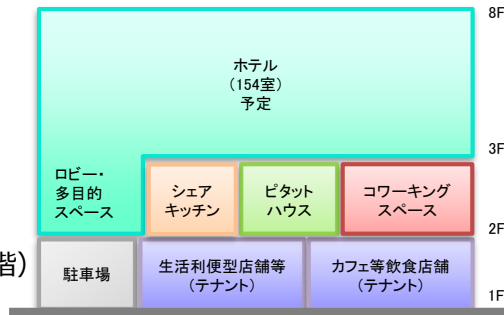 8F
ホテル
（154室）
予定
3F
ロビー・
多目的
スペース
シェア
キッチン
ピタット
ハウス
コワーキング
スペース
2F
階)
駐車場
生活利便型店舗等
（テナント）
カフェ等飲食店舗
（テナント）
1F